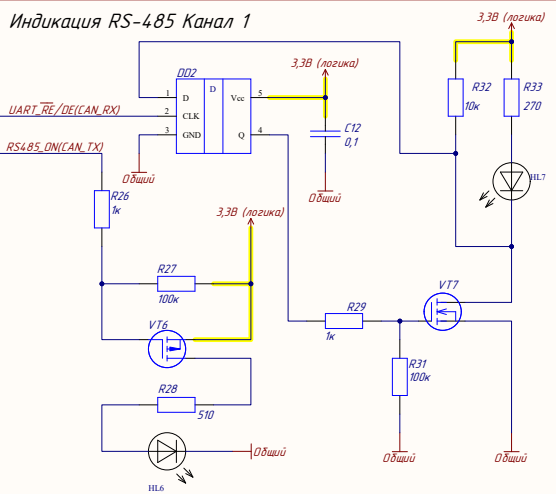 Индикация RS-485 Канал 1
3,3В (логика)
3,3В (логика)
DD2
R32
10к
R33
270
1
D
D
Vcc
5
UART_RE/DE(CAN_RX)
2
CLK
C12
0,1
RS485_DN(CAN_TX)
3
GND
Q
4
Общий
Общий
HL7
R26
1к
3,3В (логика)
R27
100к
VT7
VT6
R29
1к
R31
100к
R28
510
Общий
Общий
Общий
HL6